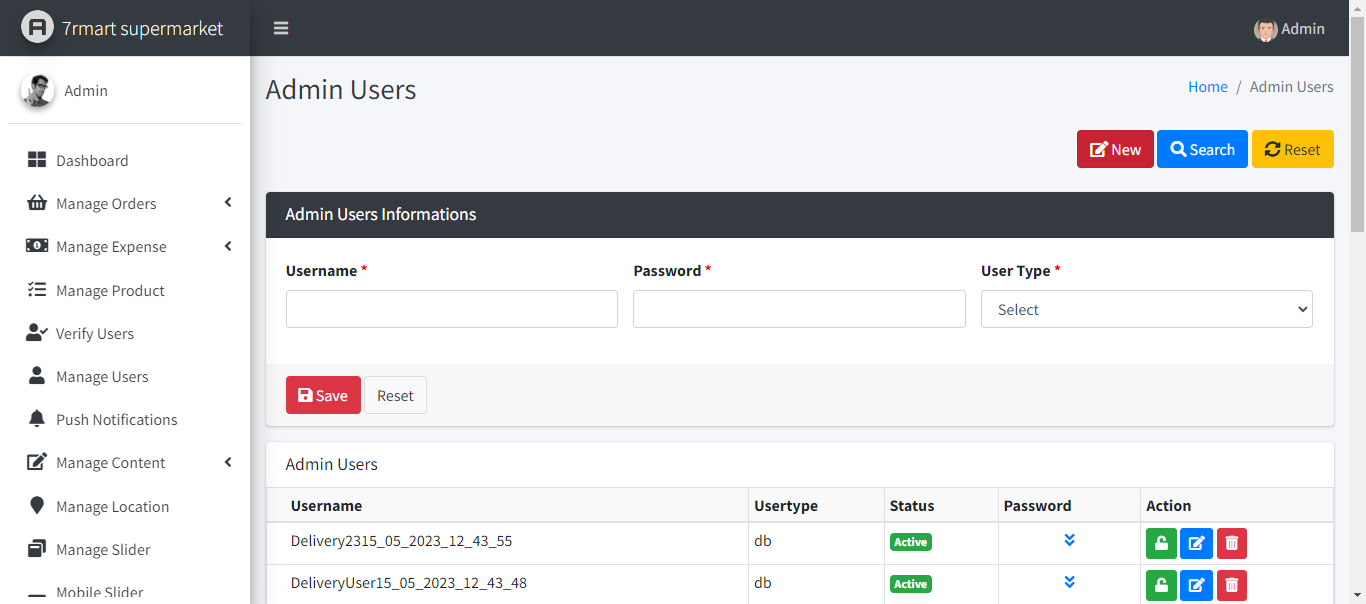 7rmart supermarket
Admin
Admin
Admin Users
Home / Admin Users
Dashboard
Manage Orders
Manage Expense
Manage Product
Verify Users
Manage Users
Push Notifications
Manage Content
Manage Location
Manage Slider
Mobile Slider
New
Search
Reset
Admin Users Informations
Username *
Password *
User Type *
Select
Save
Reset
Admin Users
Username Usertype Status Password Action
Delivery2315_05_2023_12_43_55 db Active
DeliveryUser15_05_2023_12_43_48 db Active